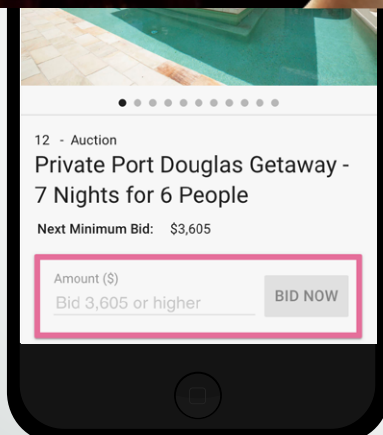 12 - Auction
Private Port Douglas Getaway -
7 Nights for 6 People
Next Minimum Bid: $3,605
Amount ($)
Bid 3,605 or higher
BID NOW